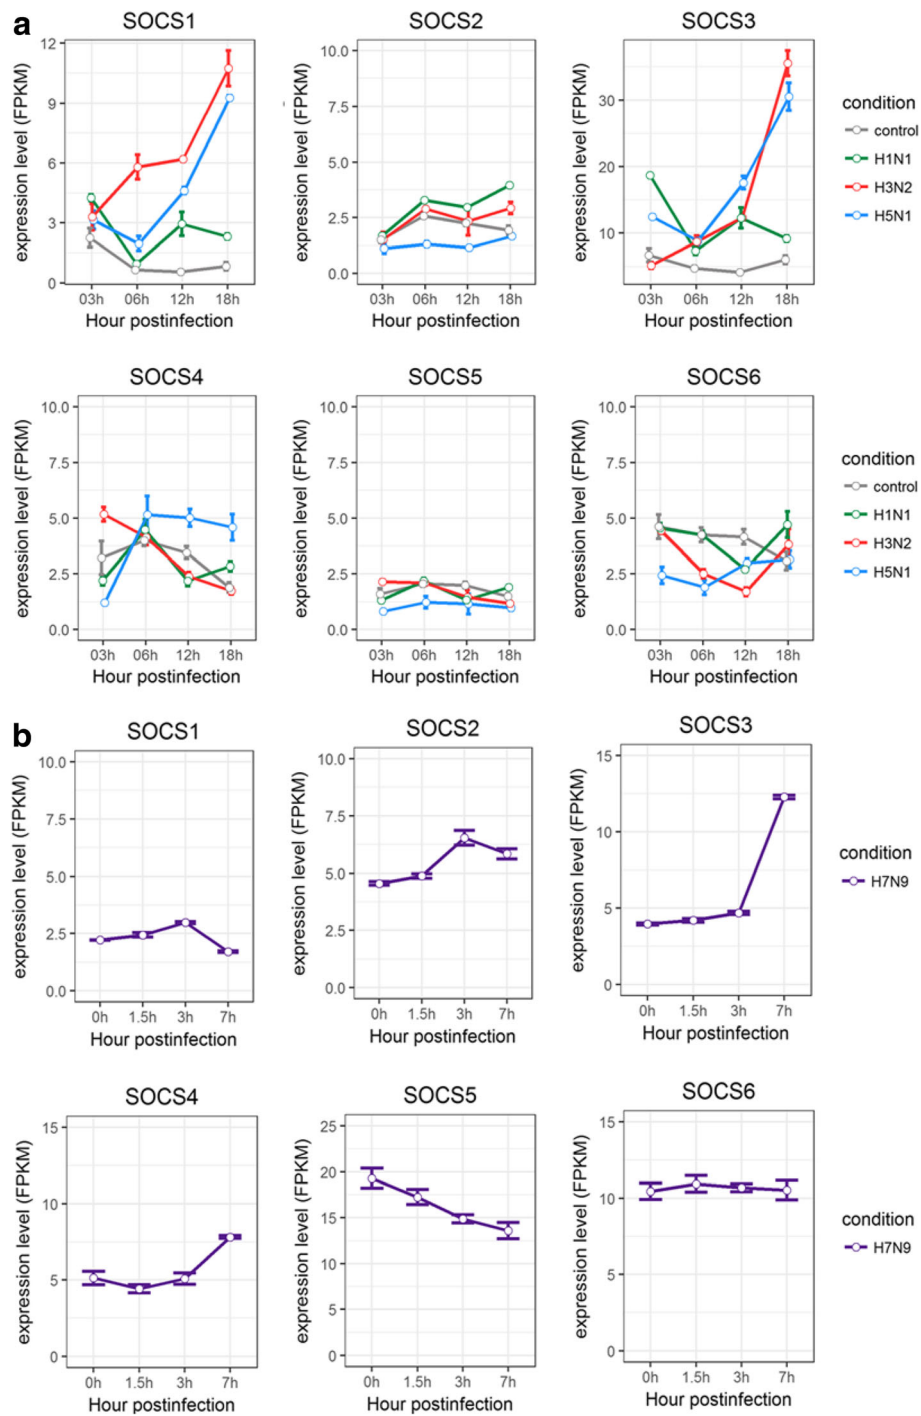 a
SOCS1
SOCS2
SOCS3
expression level (FPKM)
12
9
6
3
0
03h 06h 12h 18h
Hour postinfection
expression level (FPKM)
10.0
7.5
5.0
2.5
0.0
03h 06h 12h 18h
Hour postinfection
expression level (FPKM)
30
20
10
03h 06h 12h 18h
Hour postinfection
condition
control
H1N1
H3N2
H5N1
SOCS4
SOCS5
SOCS6
expression level (FPKM)
10.0
7.5
5.0
2.5
0.0
03h 06h 12h 18h
Hour postinfection
expression level (FPKM)
10.0
7.5
5.0
2.5
0.0
03h 06h 12h 18h
Hour postinfection
expression level (FPKM)
10.0
7.5
5.0
2.5
0.0
03h 06h 12h 18h
Hour postinfection
condition
control
H1N1
H3N2
H5N1
b
SOCS1
SOCS2
SOCS3
expression level (FPKM)
10.0
7.5
5.0
2.5
0.0
0h 1.5h 3h 7h
Hour postinfection
expression level (FPKM)
10.0
7.5
5.0
2.5
0.0
0h 1.5h 3h 7h
Hour postinfection
expression level (FPKM)
15
10
5
0
0h 1.5h 3h 7h
Hour postinfection
condition
H7N9
SOCS4
SOCS5
SOCS6
expression level (FPKM)
15
10
5
0
0h 1.5h 3h 7h
Hour postinfection
expression level (FPKM)
25
20
15
10
5
0
0h 1.5h 3h 7h
Hour postinfection
expression level (FPKM)
15
10
5
0
0h 1.5h 3h 7h
Hour postinfection
condition
H7N9